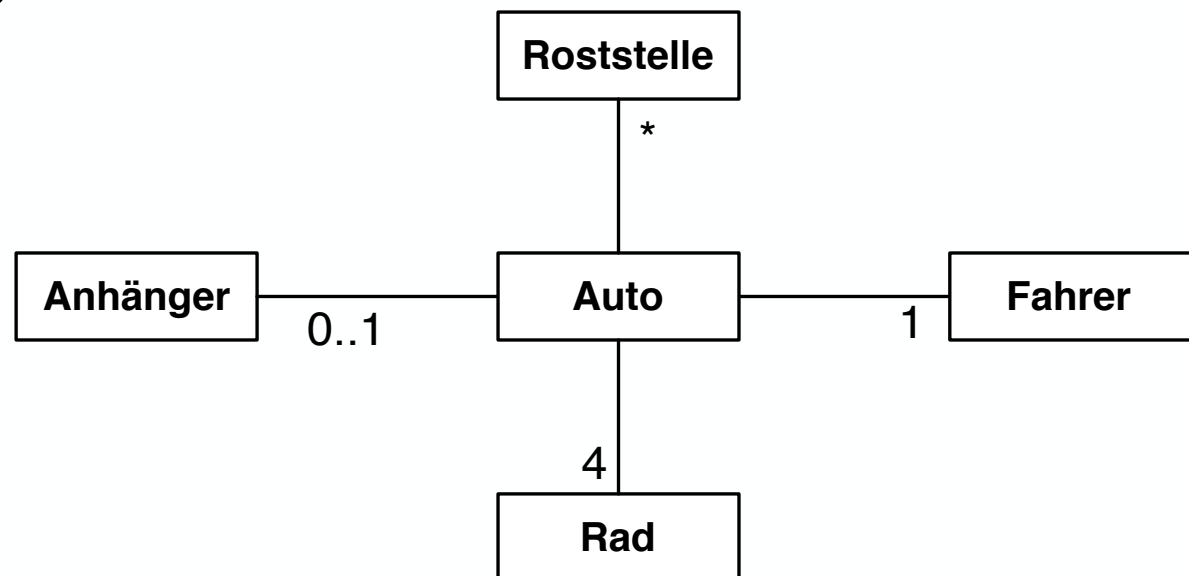 Roststelle
*
Anhänger
0..1
Auto
1
Fahrer
4
Rad